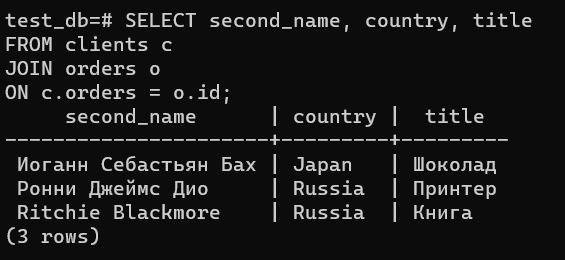 test_db=# SELECT second_name, country, title
FROM clients c
JOIN orders o
ON c.orders = o.id;
     second_name      | country |  title
----------------------+---------+---------
 Иоганн Себастьян Бах | Japan   | Шоколад
 Ронни Джеймс Дио     | Russia  | Принтер
 Ritchie Blackmore    | Russia  | Книга
(3 rows)